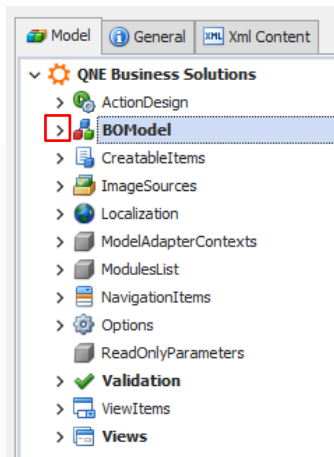 Model General XML Xml Content
QNE Business Solutions
ActionDesign
BOModel
CreatableItems
ImageSources
Localization
ModelAdapterContexts
ModulesList
NavigationItems
Options
ReadOnlyParameters
Validation
ViewItems
Views